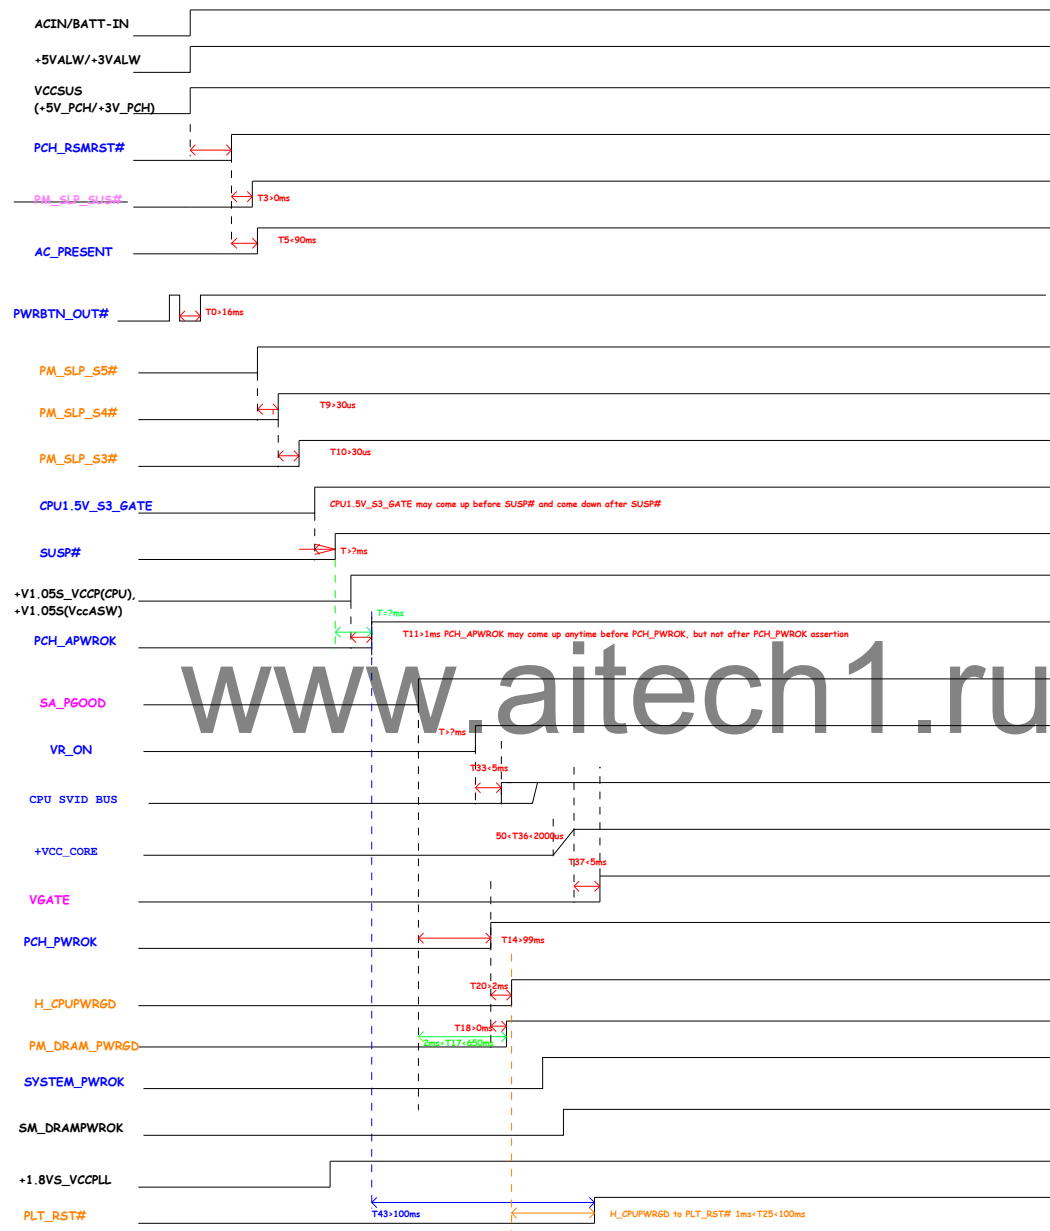 ACIN/BATT-IN
+5VALW/+3VALW
VCCSUS
(+5V_PCH/+3V_PCH)
PCH_RSMRST#
PM_SLP_SUS#
T3>0ms
T5<90ms
AC_PRESENT
PWRBTN_OUT#
T0>16ms
PM_SLP_S5#
T9>30us
PM_SLP_S4#
T10>30us
PM_SLP_S3#
CPU1.5V_S3_GATE
CPU1.5V_S3_GATE may come up before SUSP# and come down after SUSP#
SUSP#
T>?ms
+V1.05S_VCCP(CPU),
+V1.05S(VccASW)
T=?ms
PCH_APWROK
T11>1ms PCH_APWROK may come up anytime before PCH_PWROK, but not after PCH_PWROK assertion
www.aitech1.ru
SA_PGOOD
T>?ms
VR_ON
T33<5ms
CPU SVID BUS
50<T36<2000us
+VCC_CORE
T37<5ms
VGATE
PCH_PWROK
T14>99ms
T20>2ms
H_CPUPWRGD
T18>0ms
2ms<T17<650ms
PM_DRAM_PWRGD
SYSTEM_PWROK
SM_DRAMPWROK
+1.8VS_VCCPLL
PLT_RST#
T43>100ms
H_CPUPWRGD to PLT_RST# 1ms<T25<100ms